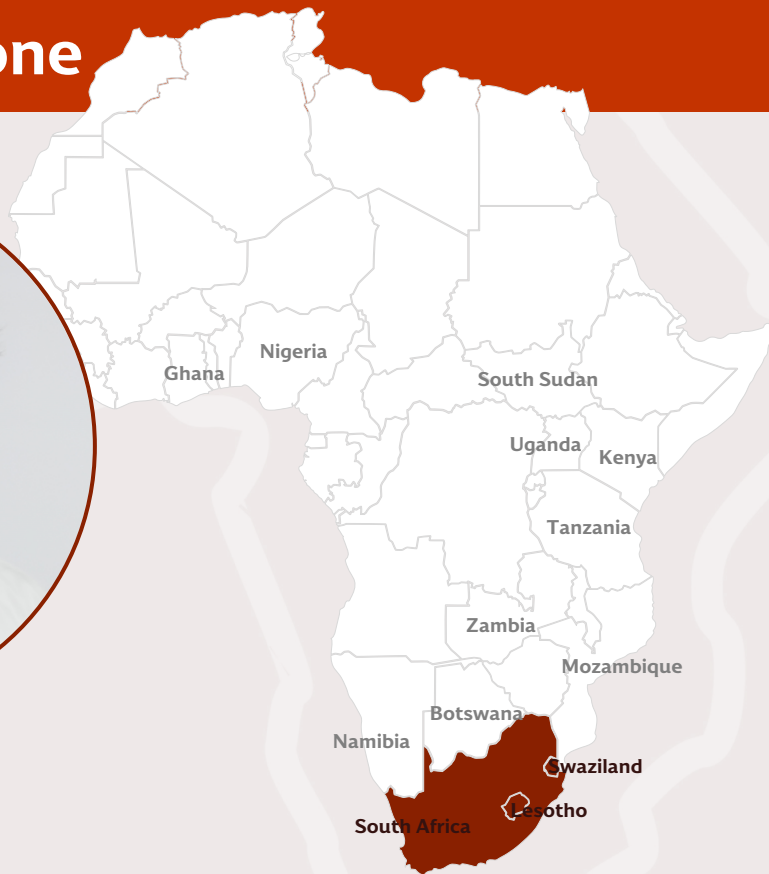 one
Nigeria
Ghana
South Sudan
Uganda
Kenya
Tanzania
Zambia
Mozambique
Botswana
Namibia
Swaziland
Lesotho
South Africa